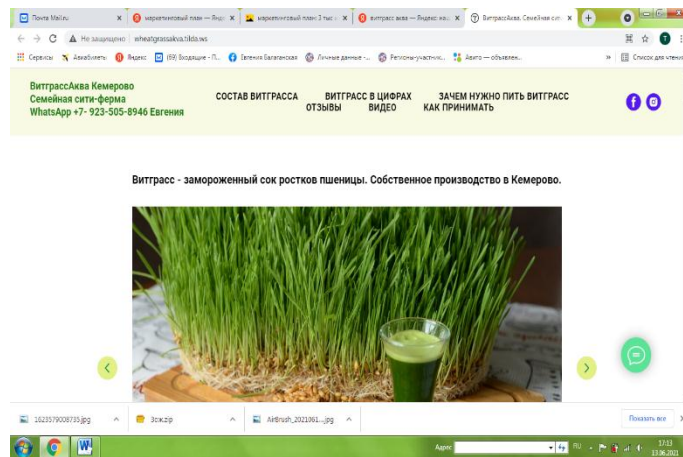 Почта Mail.ru
маркетинговый план — Янде
маркетинговый план: 2 тыс
витграсс аква — Яндекс:
ВитграссАква. Семейная сит
Не защищено wheatgrassakva.tilda.ws
Сервисы Авиабилеты Яндекс (69) Входящие - П... Евгения Балаганская Личные данные -... Регионы-участник... Авито — объявлен... » Список для чтения
ВитграссАква Кемерово
Семейная сити-ферма
WhatsApp +7- 923-505-8946 Евгения
СОСТАВ ВИТГРАССА ВИТГРАСС В ЦИФРАХ ЗАЧЕМ НУЖНО ПИТЬ ВИТГРАСС
ОТЗЫВЫ ВИДЕО КАК ПРИНИМАТЬ
Витграсс - замороженный сок ростков пшеницы. Собственное производство в Кемерово.
1623579008735.jpg
Зож.zip
AirBrush_2021061....jpg
Показать все
Адрес
RU
17:13
13.06.2021